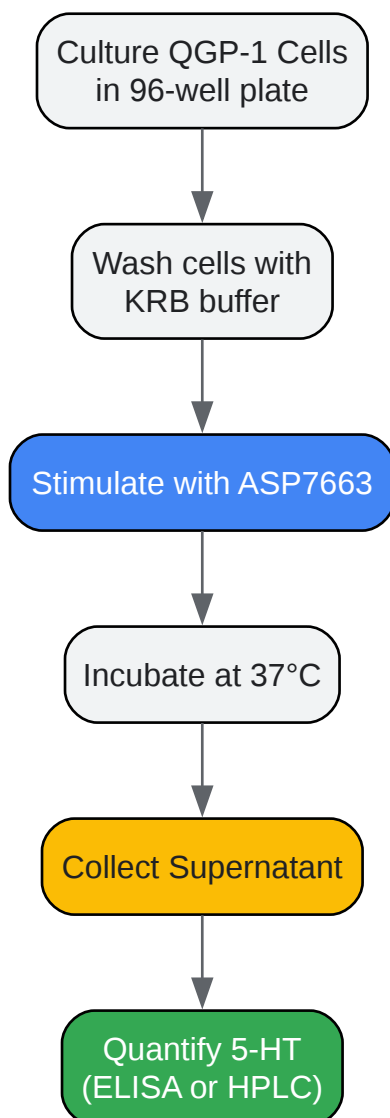 Culture QGP-1 Cells
in 96-well plate
Wash cells with
KRB buffer
Stimulate with ASP7663
Incubate at 37°C
Collect Supernatant
Quantify 5-HT
(ELISA or HPLC)